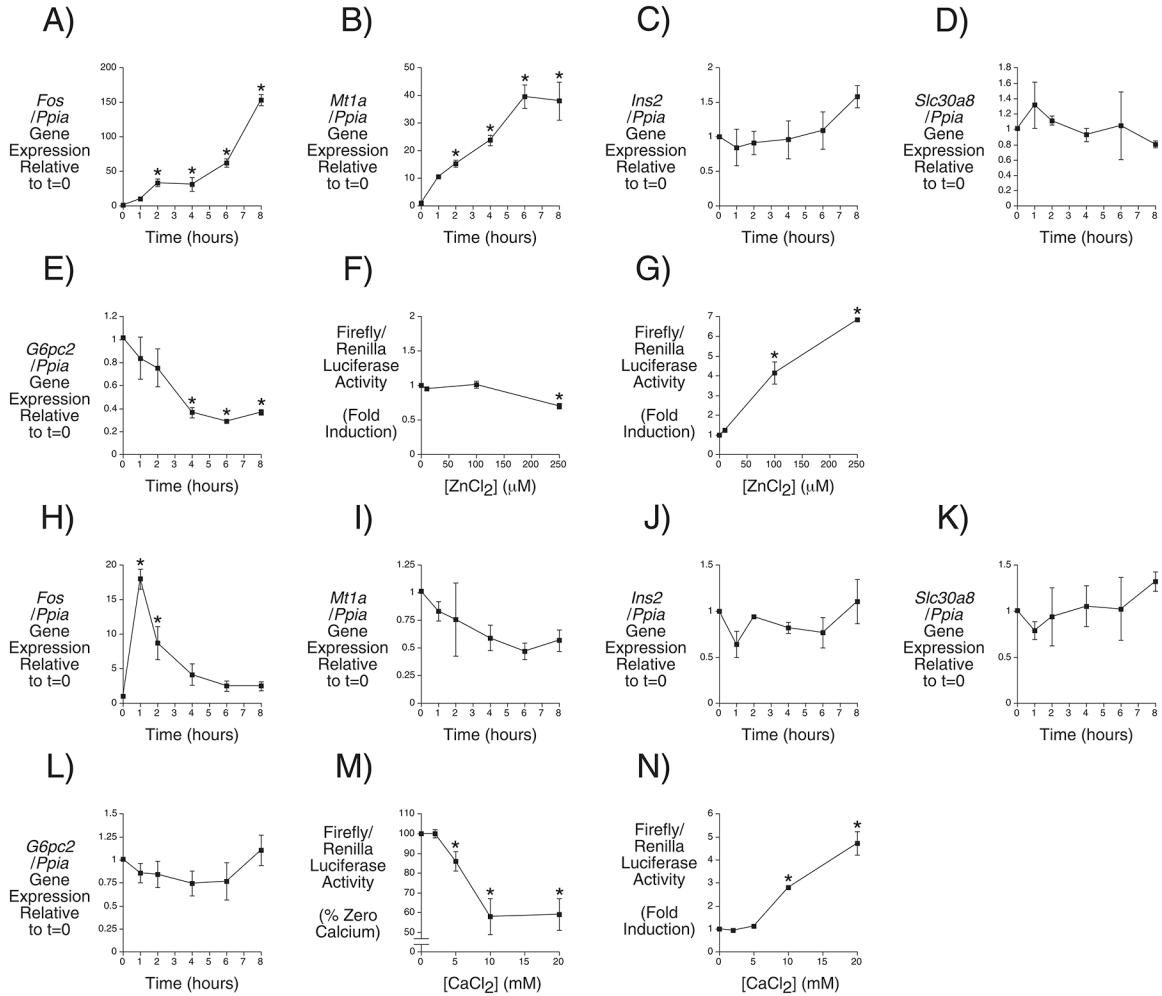 A)
Fos
/Ppia
Gene
Expression
Relative
to t=0
200
150
100
50
0
*
*
*
*
0 1 2 3 4 5 6 7 8
Time (hours)
B)
Mt1a
/Ppia
Gene
Expression
Relative
to t=0
50
40
30
20
10
0
*
*
*
*
0 1 2 3 4 5 6 7 8
Time (hours)
C)
Ins2
/Ppia
Gene
Expression
Relative
to t=0
2
1.5
1
0.5
0
0 1 2 3 4 5 6 7 8
Time (hours)
D)
Slc30a8
/Ppia
Gene
Expression
Relative
to t=0
1.8
1.6
1.4
1.2
1
0.8
0.6
0.4
0.2
0
0 1 2 3 4 5 6 7 8
Time (hours)
E)
G6pc2
/Ppia
Gene
Expression
Relative
to t=0
1.2
1
0.8
0.6
0.4
0.2
0
*
*
*
0 1 2 3 4 5 6 7 8
Time (hours)
F)
Firefly/
Renilla
Luciferase
Activity
(Fold
Induction)
2
1.5
1
0.5
0
*
0 50 100 150 200 250
[ZnCl2] (μM)
G)
Firefly/
Renilla
Luciferase
Activity
(Fold
Induction)
7
6
5
4
3
2
1
0
*
*
0 50 100 150 200 250
[ZnCl2] (μM)
H)
Fos
/Ppia
Gene
Expression
Relative
to t=0
20
15
10
5
0
*
*
0 1 2 3 4 5 6 7 8
Time (hours)
I)
Mt1a
/Ppia
Gene
Expression
Relative
to t=0
1.25
1
0.75
0.5
0.25
0
0 1 2 3 4 5 6 7 8
Time (hours)
J)
Ins2
/Ppia
Gene
Expression
Relative
to t=0
1.5
1
0.5
0
0 1 2 3 4 5 6 7 8
Time (hours)
K)
Slc30a8
/Ppia
Gene
Expression
Relative
to t=0
1.5
1
0.5
0
0 1 2 3 4 5 6 7 8
Time (hours)
L)
G6pc2
/Ppia
Gene
Expression
Relative
to t=0
1.5
1.25
1
0.75
0.5
0.25
0
0 1 2 3 4 5 6 7 8
Time (hours)
M)
Firefly/
Renilla
Luciferase
Activity
(% Zero
Calcium)
110
100
90
80
70
60
50
0
*
*
*
0 5 10 15 20
[CaCl2] (mM)
N)
Firefly/
Renilla
Luciferase
Activity
(Fold
Induction)
6
5
4
3
2
1
0
*
*
0 5 10 15 20
[CaCl2] (mM)